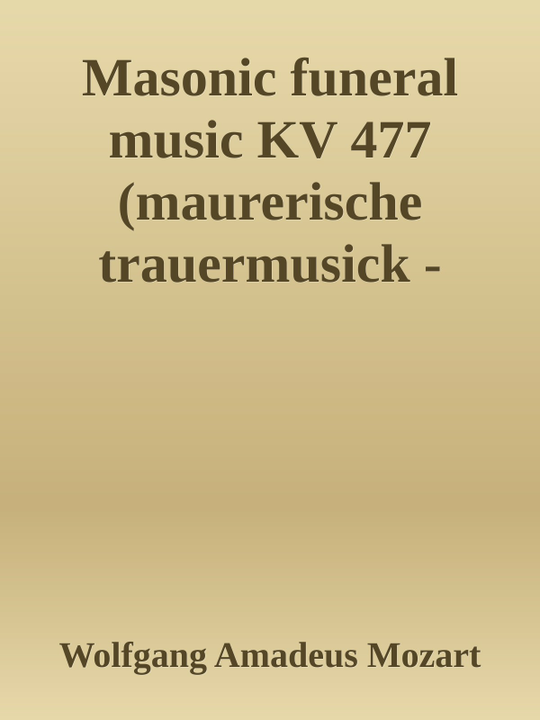 Masonic funeral
music KV 477
(maurerische
trauermusick -
Wolfgang Amadeus Mozart